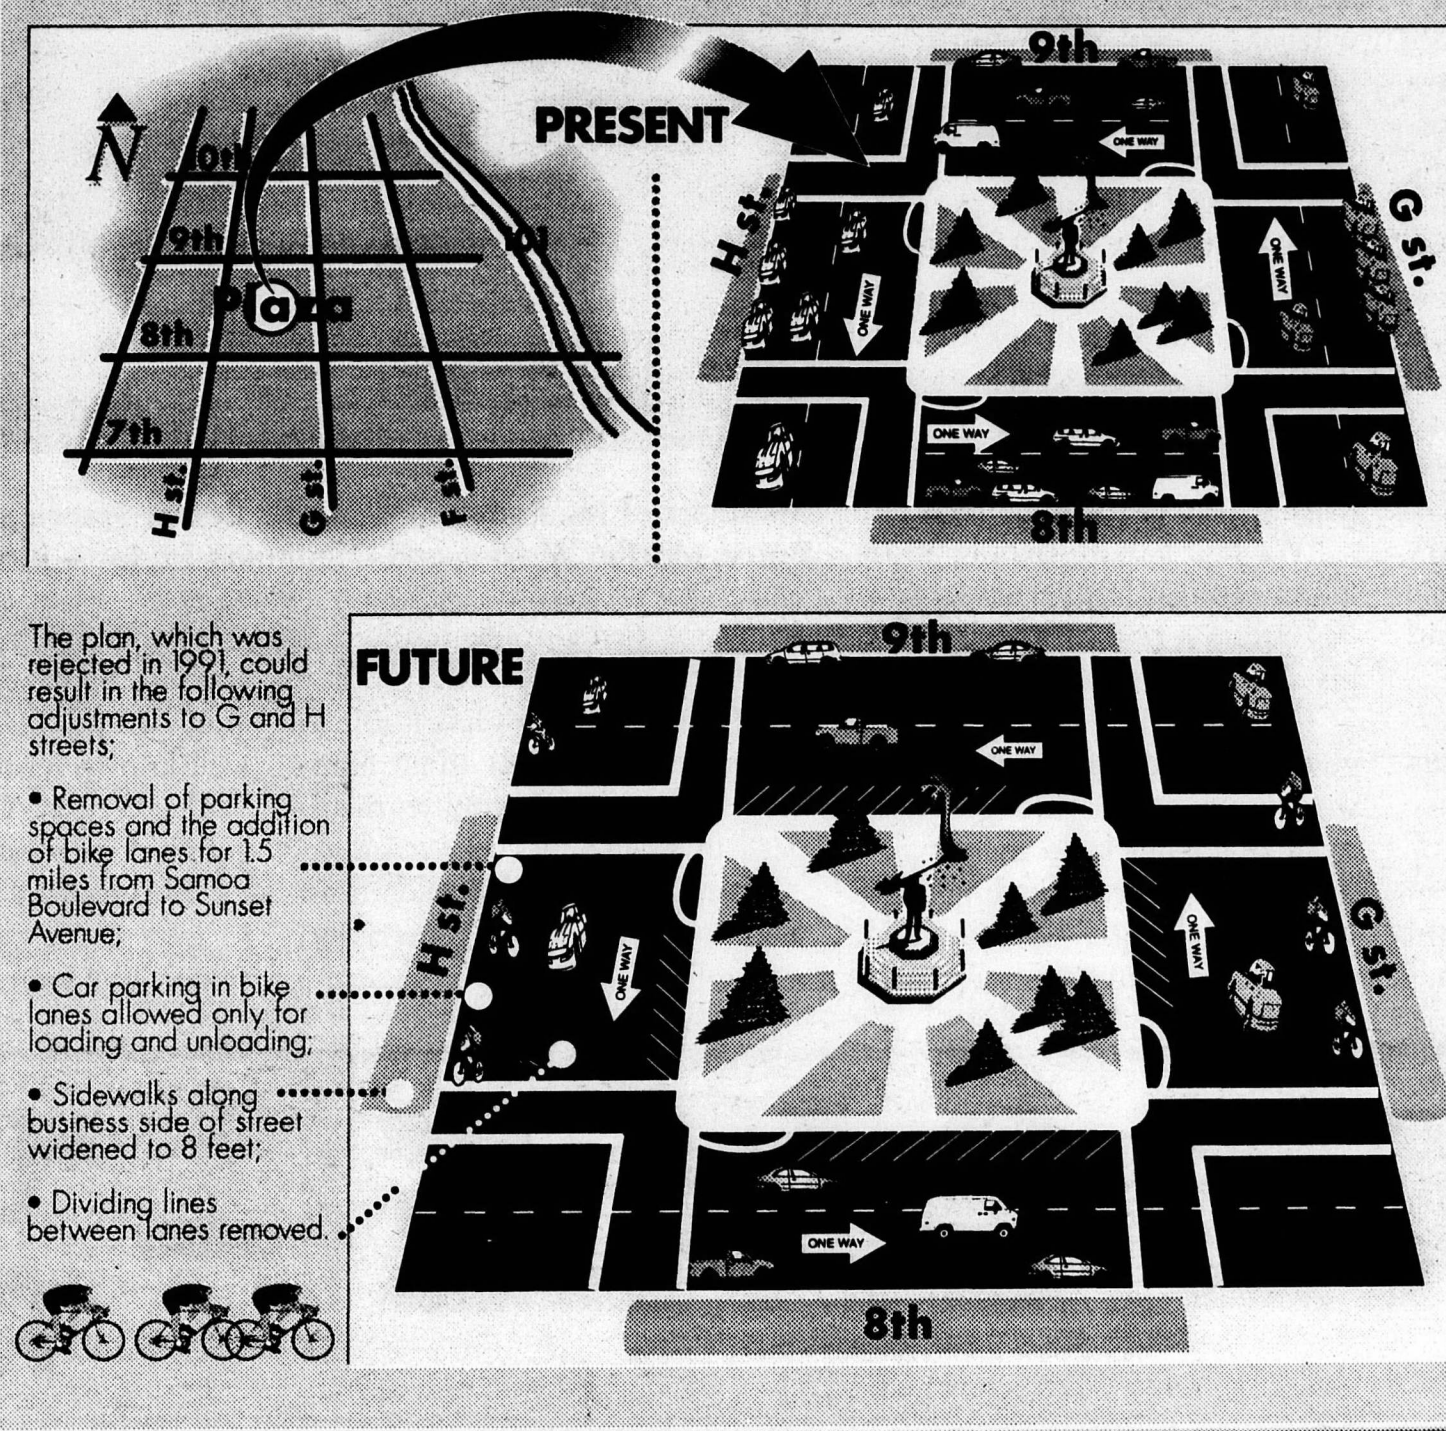 N
10th
9th
Plaza
8th
7th
H st.
G st.
F st.
101
PRESENT
9th
ONE WAY
H st.
G st.
ONE WAY
ONE WAY
ONE WAY
8th
The plan, which was
rejected in 1991, could
result in the following
adjustments to G and H
streets;
• Removal of parking
spaces and the addition
of bike lanes for 1.5
miles from Samoa
Boulevard to Sunset
Avenue;
• Car parking in bike
lanes allowed only for
loading and unloading;
• Sidewalks along
business side of street
widened to 8 feet;
• Dividing lines
between lanes removed.
FUTURE
9th
ONE WAY
H st.
G st.
ONE WAY
ONE WAY
ONE WAY
8th